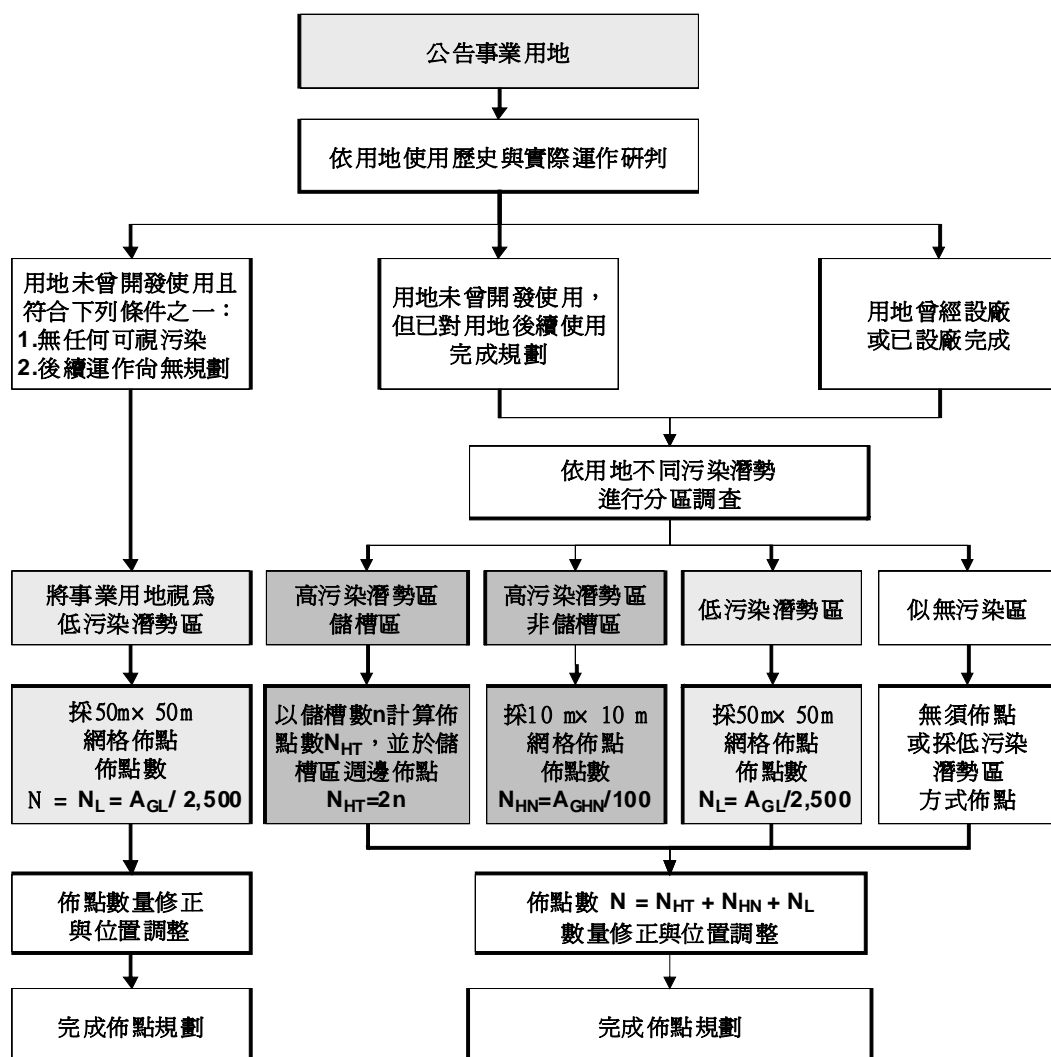 公告事業用地
依用地使用歷史與實際運作研判
用地未曾開發使用且
符合下列條件之一：
1.無任何可視污染
2.後續運作尚無規劃
用地未曾開發使用，
但已對用地後續使用
完成規劃
用地曾經設廠
或已設廠完成
依用地不同污染潛勢
進行分區調查
將事業用地視為
低污染潛勢區
高污染潛勢區
儲槽區
高污染潛勢區
非儲槽區
低污染潛勢區
似無污染區
採50m× 50m
網格佈點
佈點數
N = NL = AGL/ 2,500
以儲槽數n計算佈
點數NHT，並於儲
槽區週邊佈點
NHT=2n
採10 m× 10 m
網格佈點
佈點數
NHN=AGHN/100
採50m× 50m
網格佈點
佈點數
NL= AGL/2,500
無須佈點
或採低污染
潛勢區
方式佈點
佈點數量修正
與位置調整
佈點數 N = NHT + NHN + NL
數量修正與位置調整
完成佈點規劃
完成佈點規劃